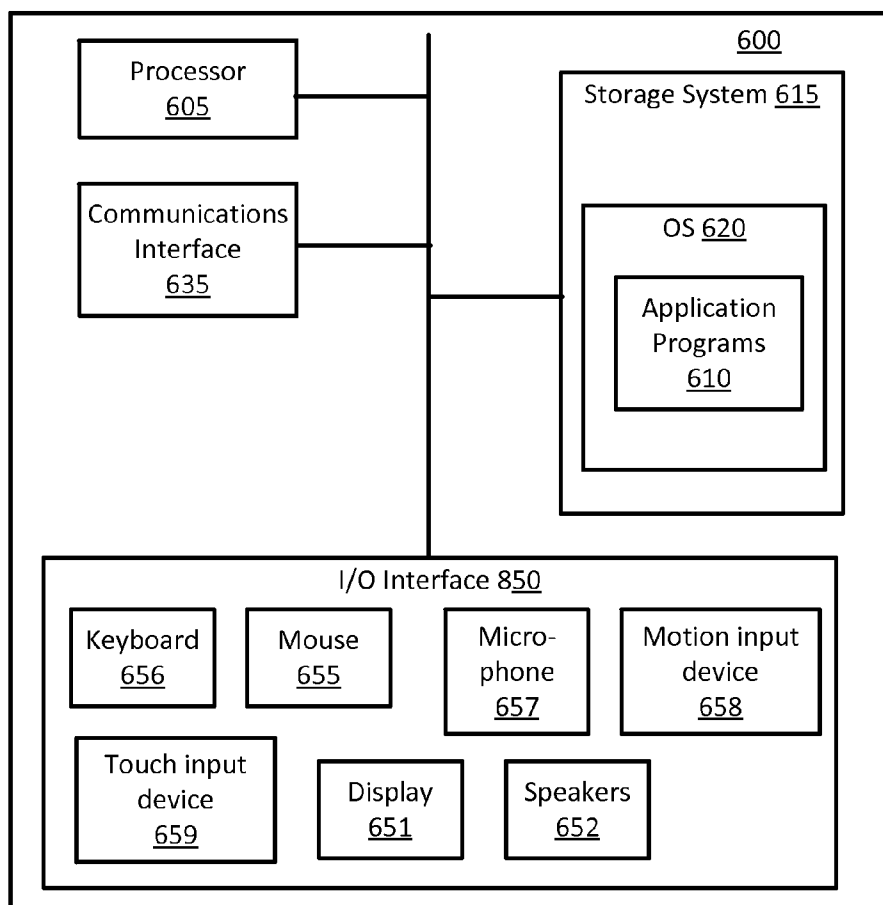 600
Processor
605
Storage System 615
Communications
Interface
635
OS 620
Application
Programs
610
I/O Interface 850
Keyboard
656
Mouse
655
Micro-
phone
657
Motion input
device
658
Touch input
device
659
Display
651
Speakers
652